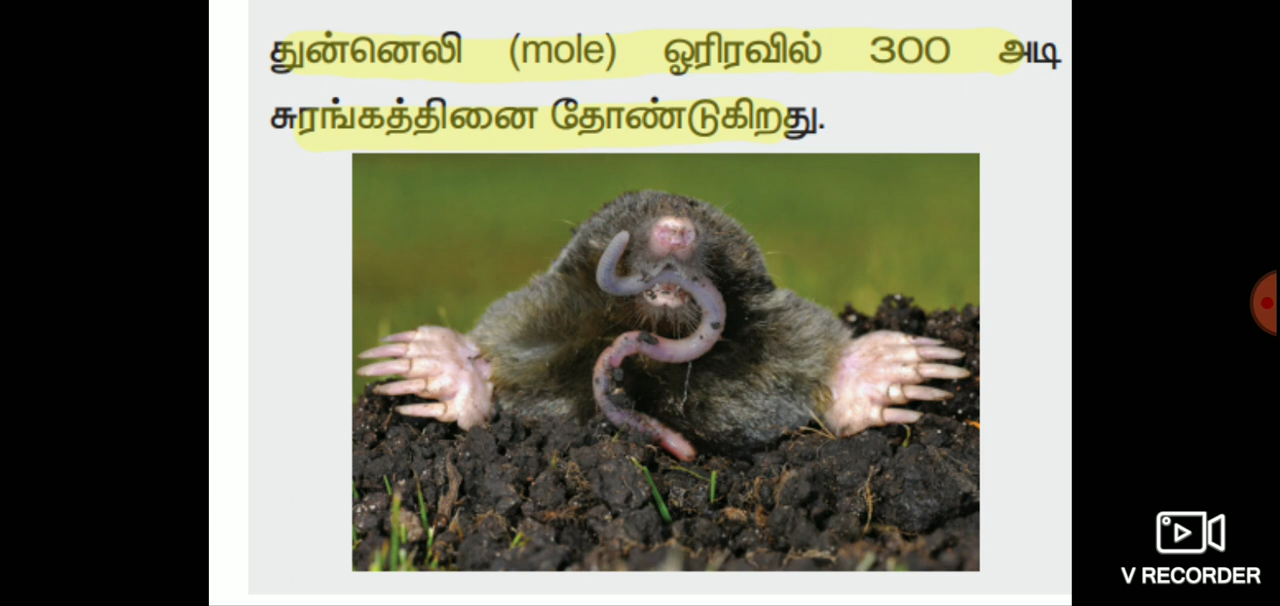 துன்னெலி (mole) ஓரிரவில் 300 அடி
சுரங்கத்தினை தோண்டுகிறது.
V RECORDER